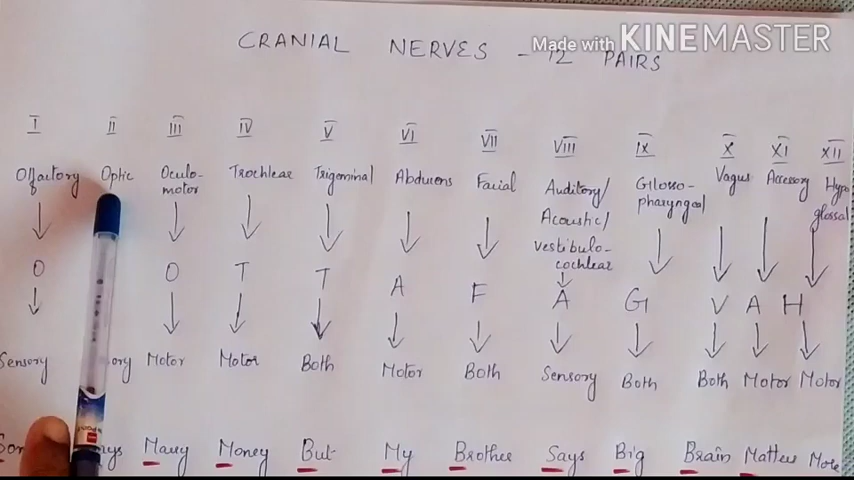 CRANIAL NERVES - 12 PAIRS
Made with KINEMASTER
I II III IV V VI VII VIII IX X XI XII
Olfactory Optic Oculo- Trochlear Trigeminal Abducens Facial Auditory/ Glosso- Vagus Accessory Hypo
motor Acoustic/ pharyngeal glossal
vestibulo-
cochlear
O O T T A F A G V A H
Sensory Motor Motor Both Motor Both Sensory Both Both Motor Motor
Many Money But My Brother Says Big Brain Matters More